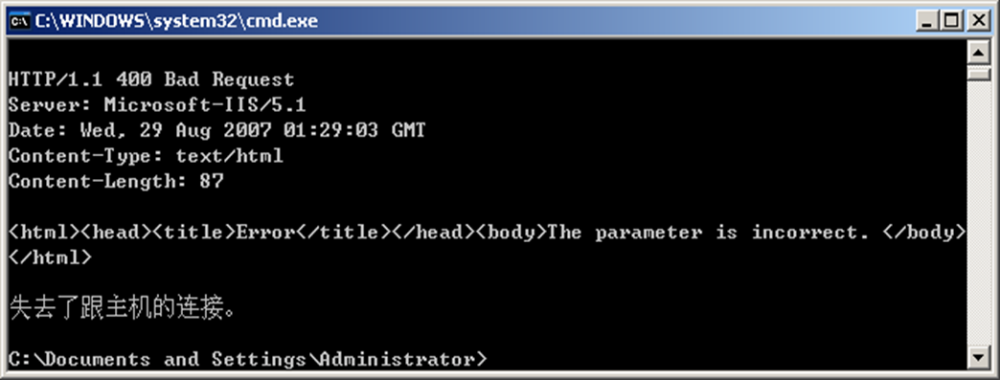 C:\WINDOWS\system32\cmd.exe
HTTP/1.1 400 Bad Request
Server: Microsoft-IIS/5.1
Date: Wed, 29 Aug 2007 01:29:03 GMT
Content-Type: text/html
Content-Length: 87
<html><head><title>Error</title></head><body>The parameter is incorrect. </body>
</html>
失去了跟主机的连接。
C:\Documents and Settings\Administrator>